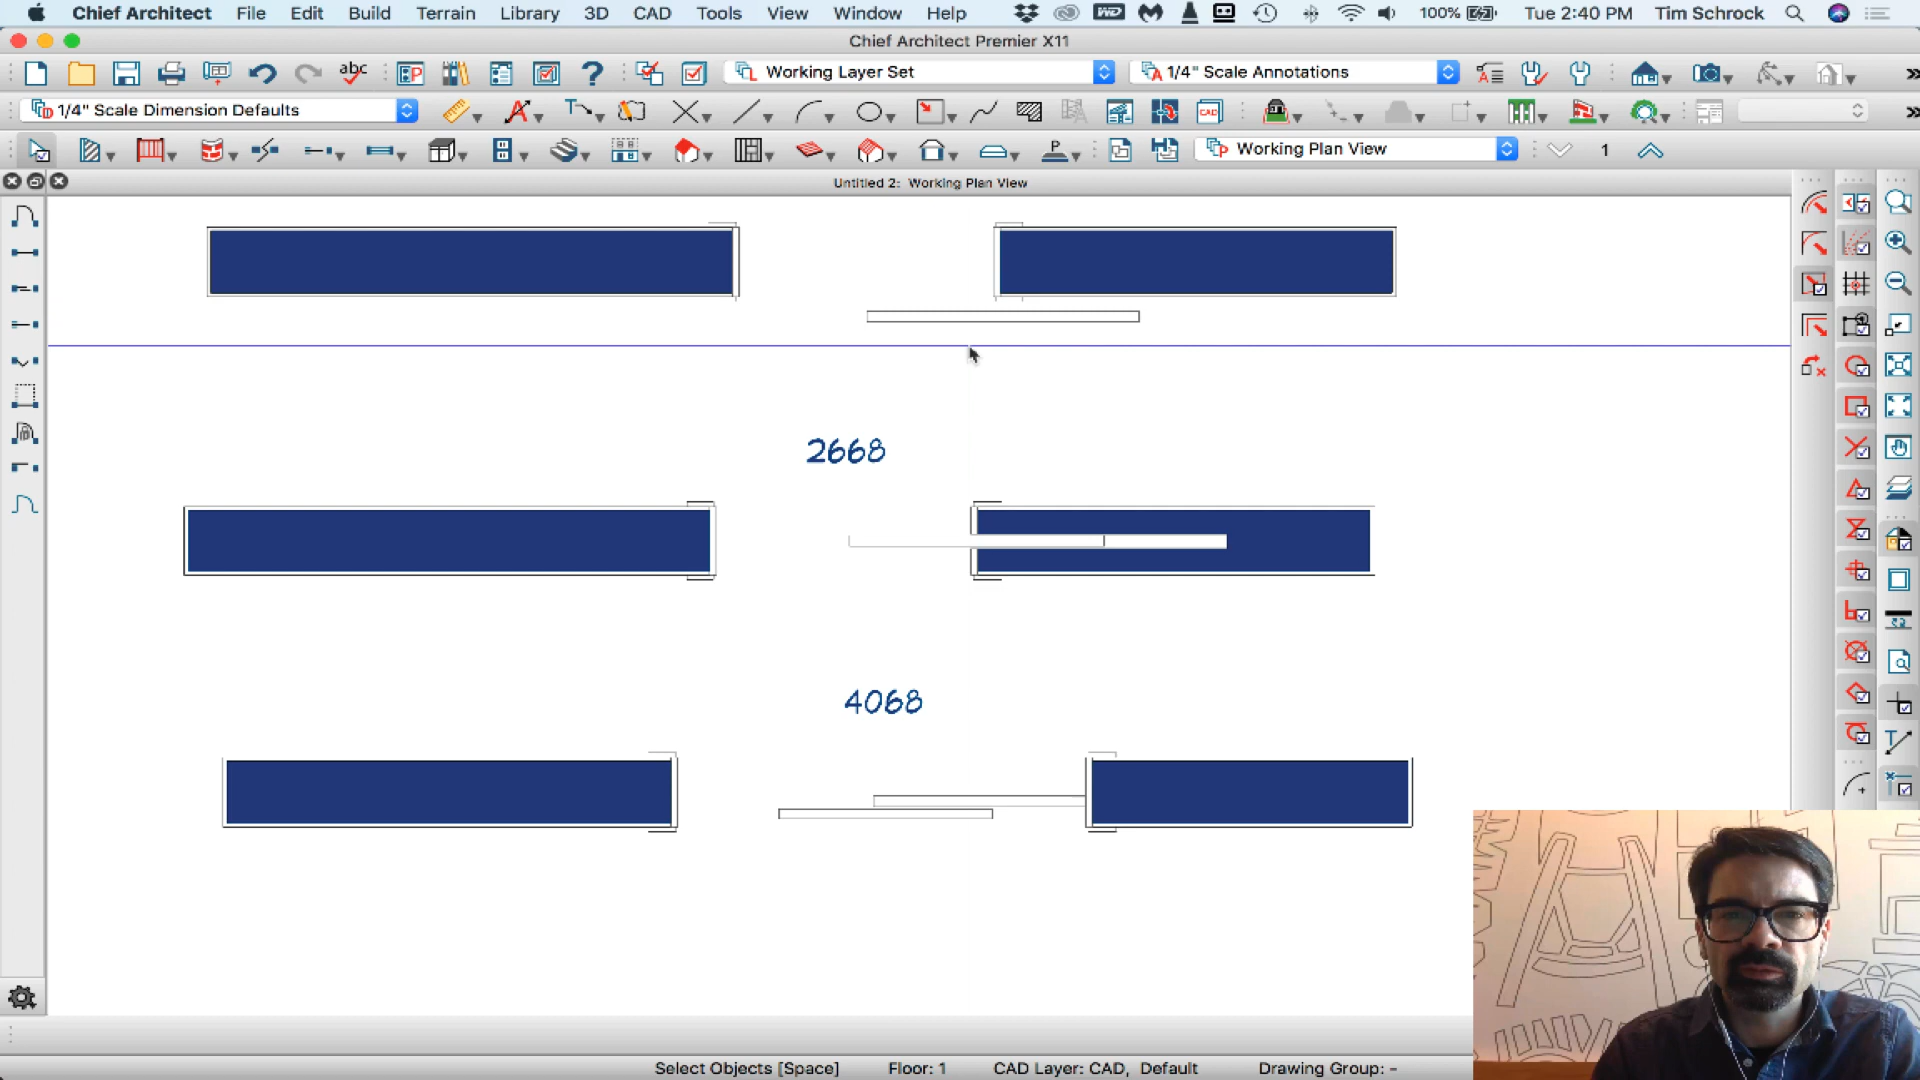 Chief Architect File Edit Build Terrain Library 3D CAD Tools View Window Help 100% Tue 2:40 PM Tim Schrock
Chief Architect Premier X11
abc P ? L Working Layer Set A 1/4" Scale Annotations
D 1/4" Scale Dimension Defaults A T CAD
P P Working Plan View 1
Untitled 2: Working Plan View
2668
4068
Select Objects [Space] Floor: 1 CAD Layer: CAD, Default Drawing Group: -